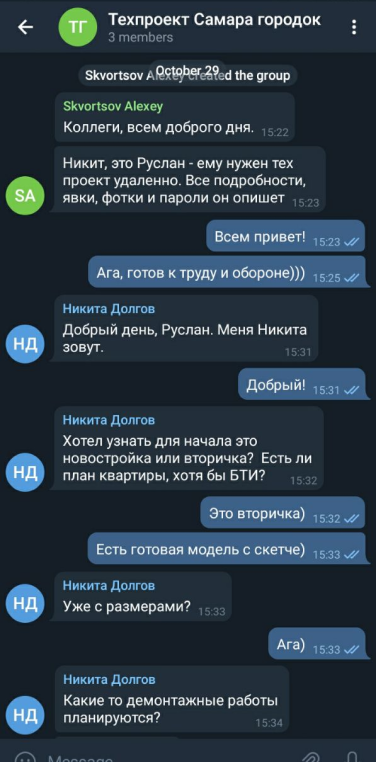 ТГ
Техпроект Самара городок
3 members
October 29
Skvortsov Alexey created the group
Skvortsov Alexey
Коллеги, всем доброго дня. 15:22
Никит, это Руслан - ему нужен тех
проект удаленно. Все подробности,
явки, фотки и пароли он опишет 15:23
SA
Всем привет! 15:23
Ага, готов к труду и обороне))) 15:25
Никита Долгов
Добрый день, Руслан. Меня Никита
зовут. 15:31
НД
Добрый! 15:31
Никита Долгов
Хотел узнать для начала это
новостройка или вторичка? Есть ли
план квартиры, хотя бы БТИ? 15:32
НД
Это вторичка) 15:32
Есть готовая модель с скетче) 15:33
Никита Долгов
Уже с размерами? 15:33
НД
Ага) 15:33
Никита Долгов
Какие то демонтажные работы
планируются? 15:34
НД
Message